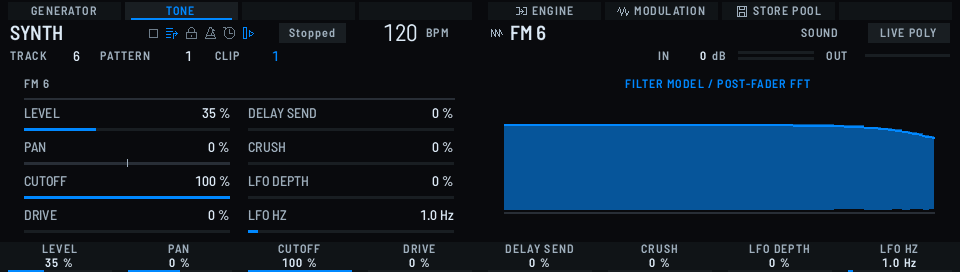 GENERATOR TONE ENGINE MODULATION STORE POOL
SYNTH Stopped 120 BPM FM 6 SOUND LIVE POLY
TRACK 6 PATTERN 1 CLIP 1 IN 0 dB OUT
FM 6 FILTER MODEL / POST-FADER FFT
LEVEL 35 % DELAY SEND 0 %
PAN 0 % CRUSH 0 %
CUTOFF 100 % LFO DEPTH 0 %
DRIVE 0 % LFO HZ 1.0 Hz
LEVEL PAN CUTOFF DRIVE DELAY SEND CRUSH LFO DEPTH LFO HZ
35 % 0 % 100 % 0 % 0 % 0 % 0 % 1.0 Hz